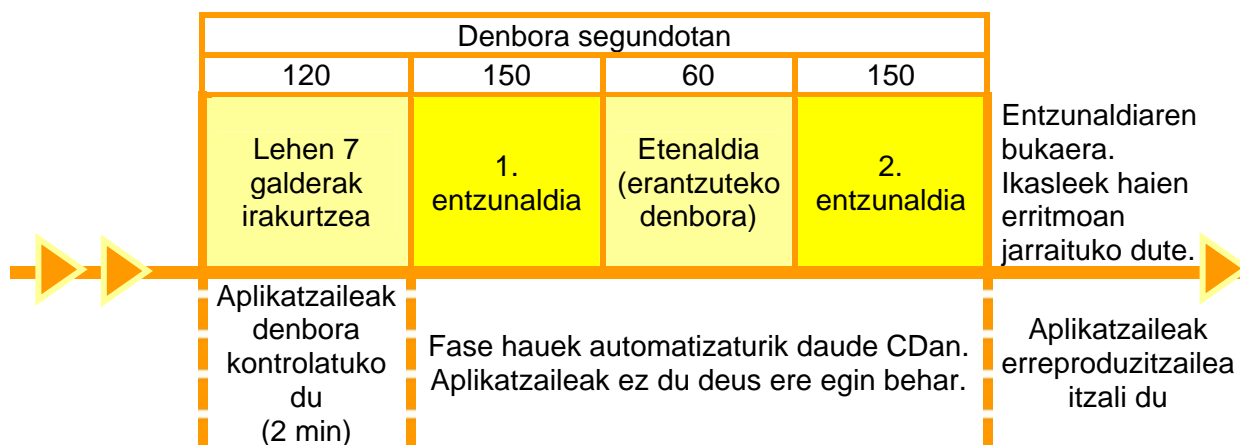 Denbora segundotan
120
150
60
150
Lehen 7
galderak
irakurtzea
1.
entzunaldia
Etenaldia
(erantzuteko
denbora)
2.
entzunaldia
Entzunaldiaren
bukaera.
Ikasleek haien
erritmoan
jarraituko dute.
Aplikatzaileak
denbora
kontrolatuko
du
(2 min)
Fase hauek automatizaturik daude CDan.
Aplikatzaileak ez du deus ere egin behar.
Aplikatzaileak
erreproduzitzailea
itzali du